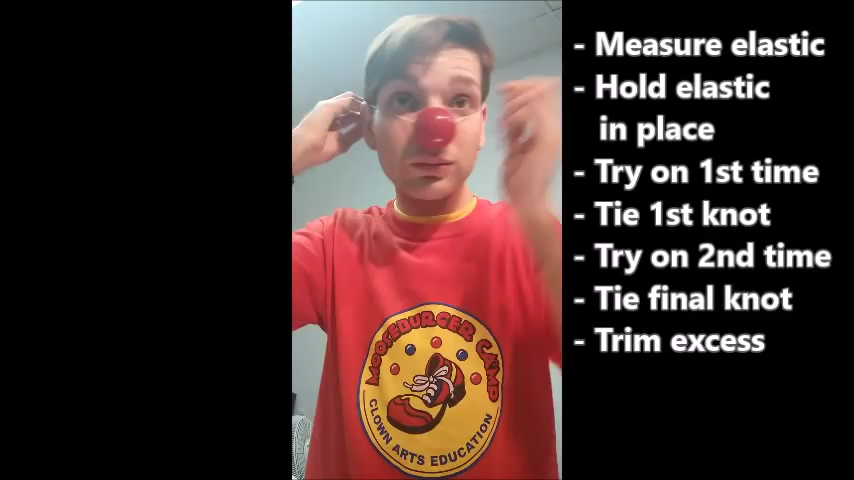 - Measure elastic
- Hold elastic
in place
- Try on 1st time
- Tie 1st knot
- Try on 2nd time
- Tie final knot
- Trim excess
MOOSEBURGER CAMP
CLOWN ARTS EDUCATION